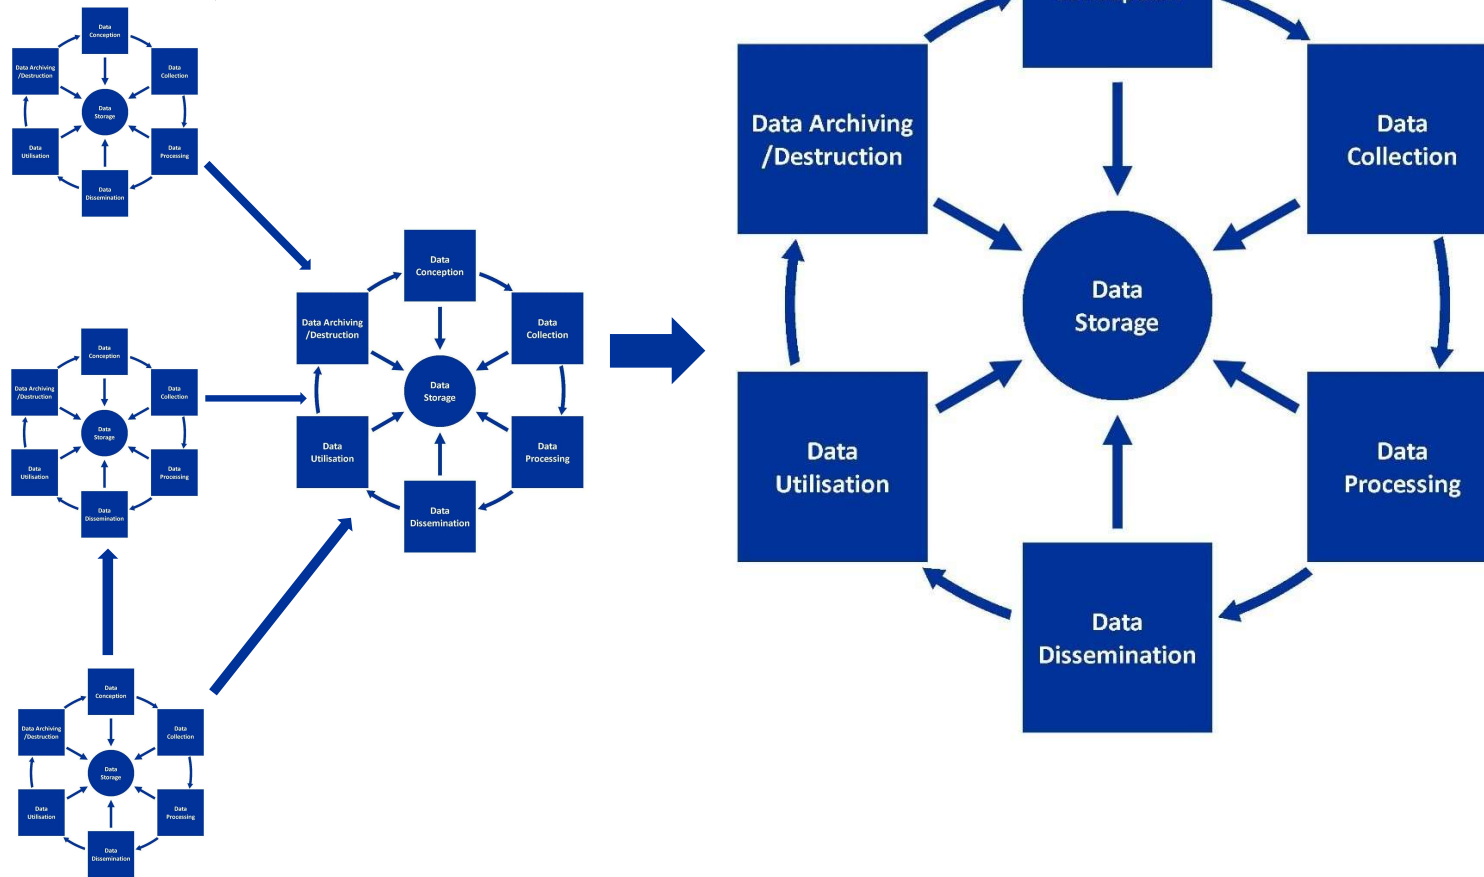 Data
Conception
Data Archiving
/Destruction
Data
Collection
Data
Storage
Data
Utilisation
Data
Processing
Data
Dissemination
Data
Conception
Data Archiving
/Destruction
Data
Collection
Data
Storage
Data
Utilisation
Data
Processing
Data
Dissemination
Data
Conception
Data Archiving
/Destruction
Data
Collection
Data
Storage
Data
Utilisation
Data
Processing
Data
Dissemination
Data
Conception
Data Archiving
/Destruction
Data
Collection
Data
Storage
Data
Utilisation
Data
Processing
Data
Dissemination
Data Archiving
/Destruction
Data
Collection
Data
Storage
Data
Utilisation
Data
Processing
Data
Dissemination